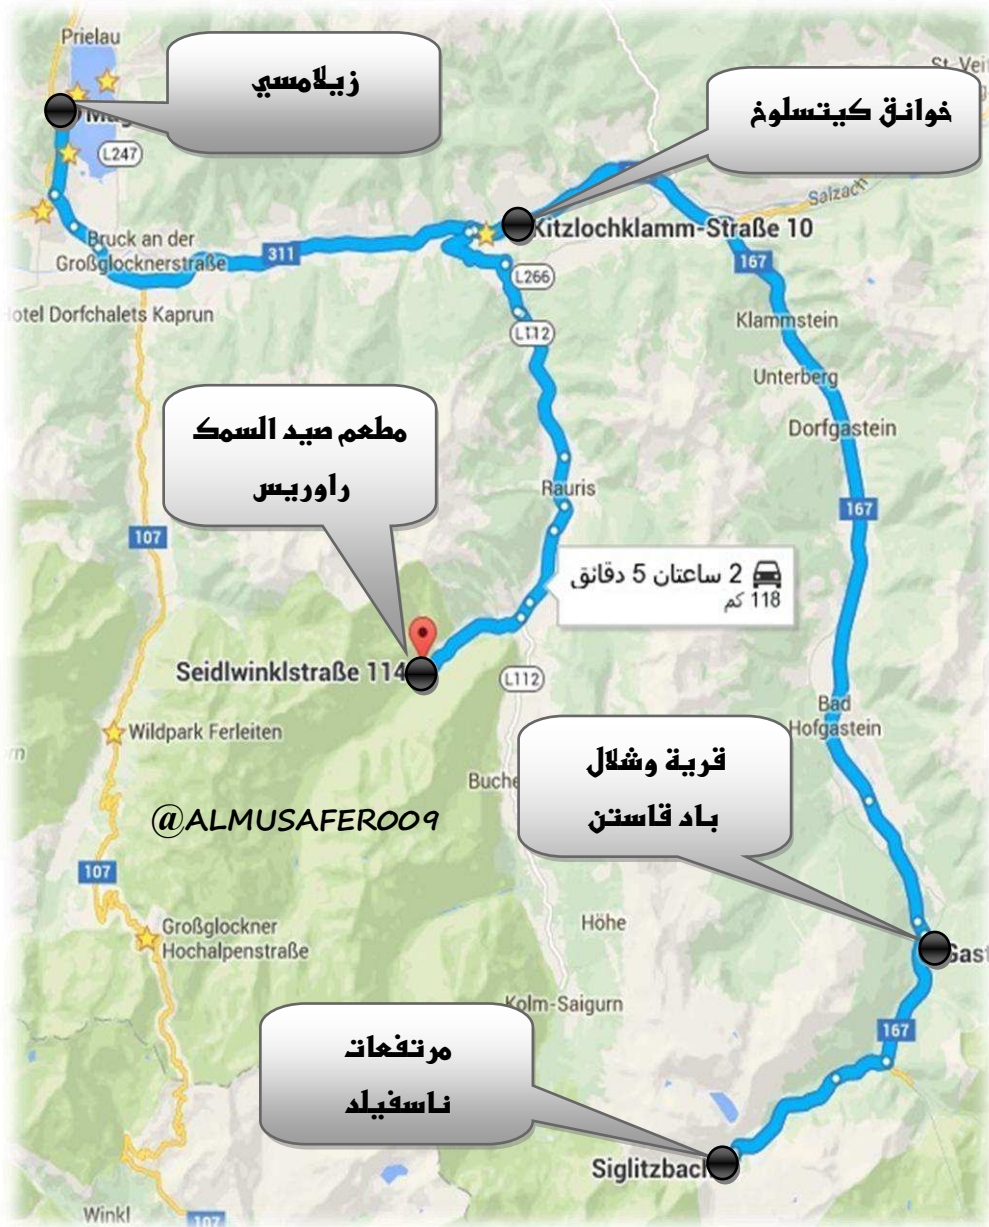 Prielau
زيلامسي
St. Veit
خوانق كيتسلوخ
L247
Salzach
Kitzlochklamm-Straße 10
Bruck an der
Großglocknerstraße
311
167
L266
Hotel Dorfchalets Kaprun
Klammstein
L112
Unterberg
مطعم صيد السمك
راوريس
Dorfgastein
Rauris
167
107
2 ساعتان 5 دقائق
118 كم
Seidlwinklstraße 114
L112
Bad
Hofgastein
Wildpark Ferleiten
قرية وشلال
باد قاستن
@ALMUSAFER009
107
Höhe
Großglockner
Hochalpenstraße
Kolm-Saigurn
167
مرتفعات
ناسفيلد
Siglitzbach
Winkl
107